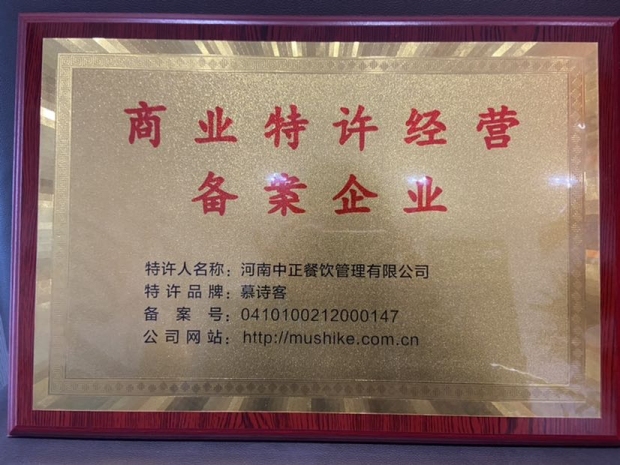 商业特许经营
备案企业
特许人名称：河南中正餐饮管理有限公司
特许品牌：慕诗客
备案号：0410100212000147
公司网站：http://mushike.com.cn